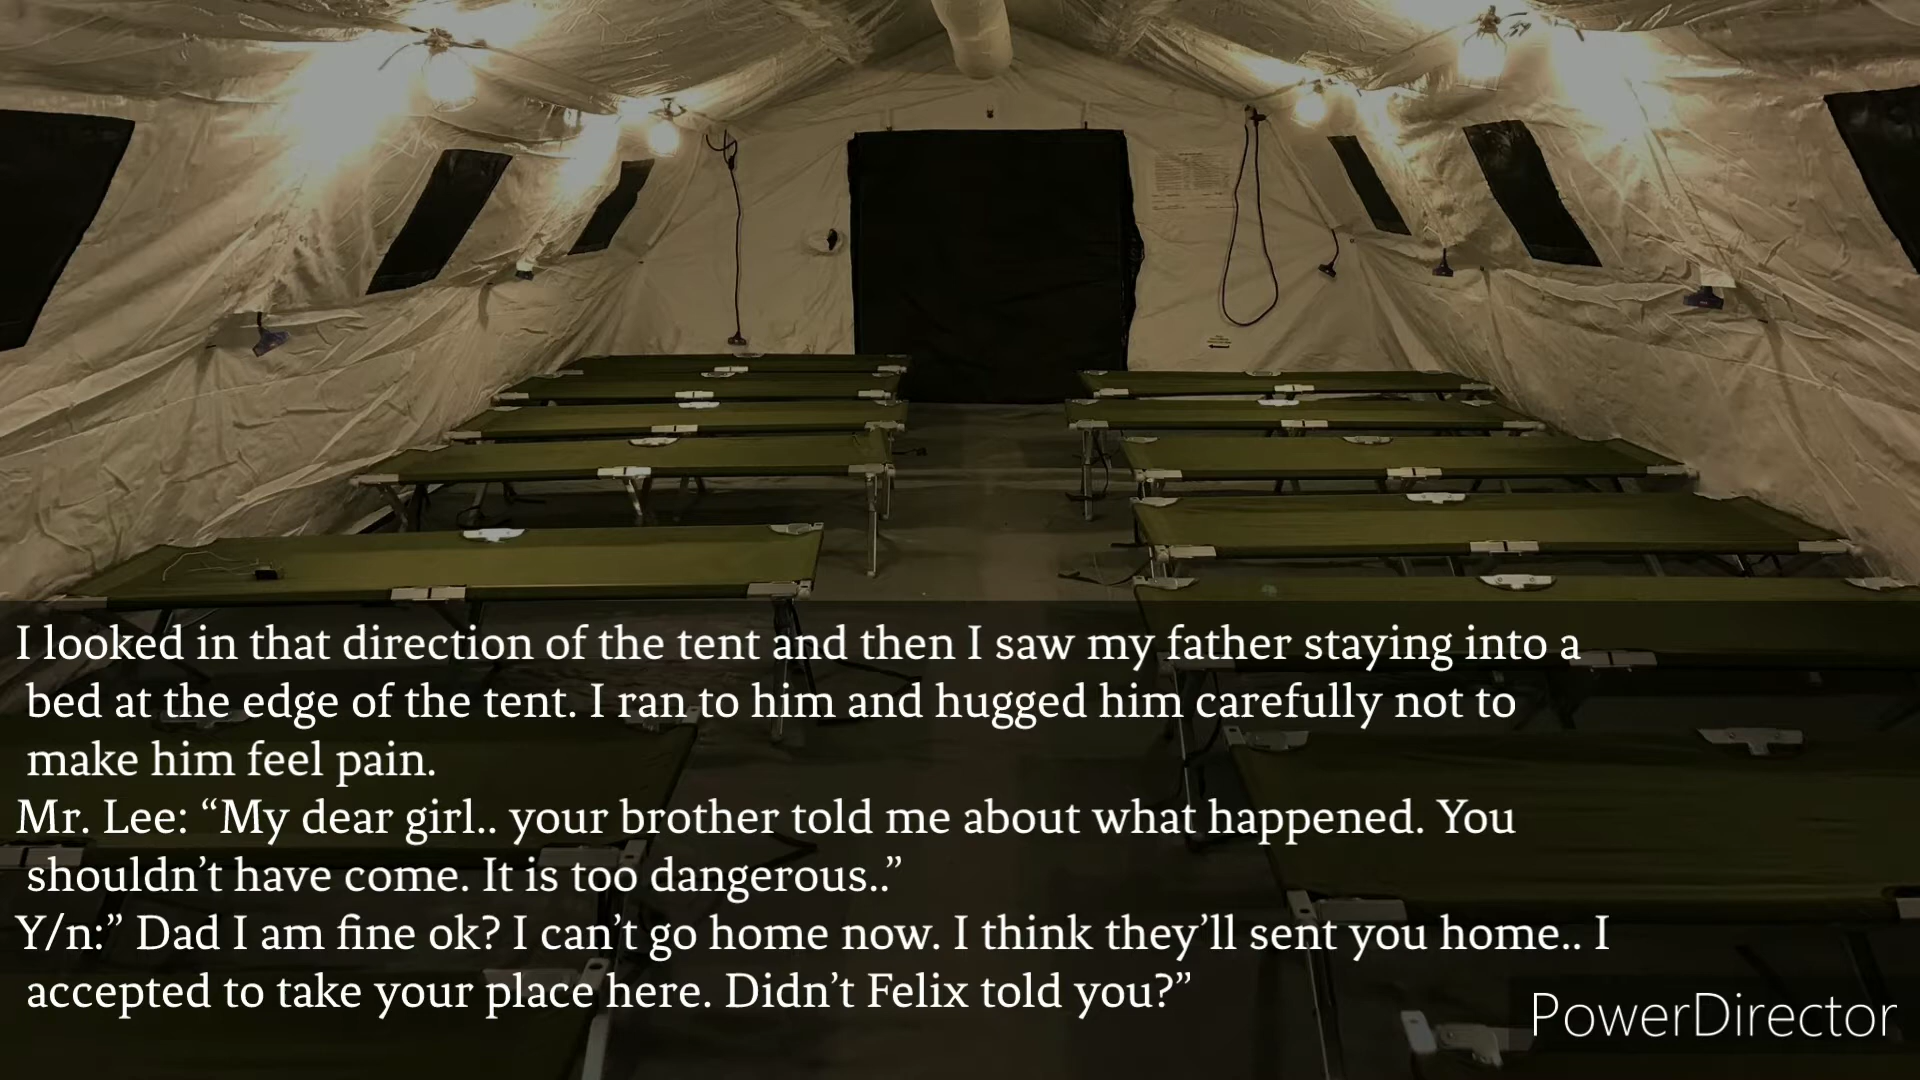 I looked in that direction of the tent and then I saw my father staying into a
bed at the edge of the tent. I ran to him and hugged him carefully not to
make him feel pain.
Mr. Lee: “My dear girl.. your brother told me about what happened. You
shouldn’t have come. It is too dangerous..”
Y/n:” Dad I am fine ok? I can’t go home now. I think they’ll sent you home.. I
accepted to take your place here. Didn’t Felix told you?”
PowerDirector